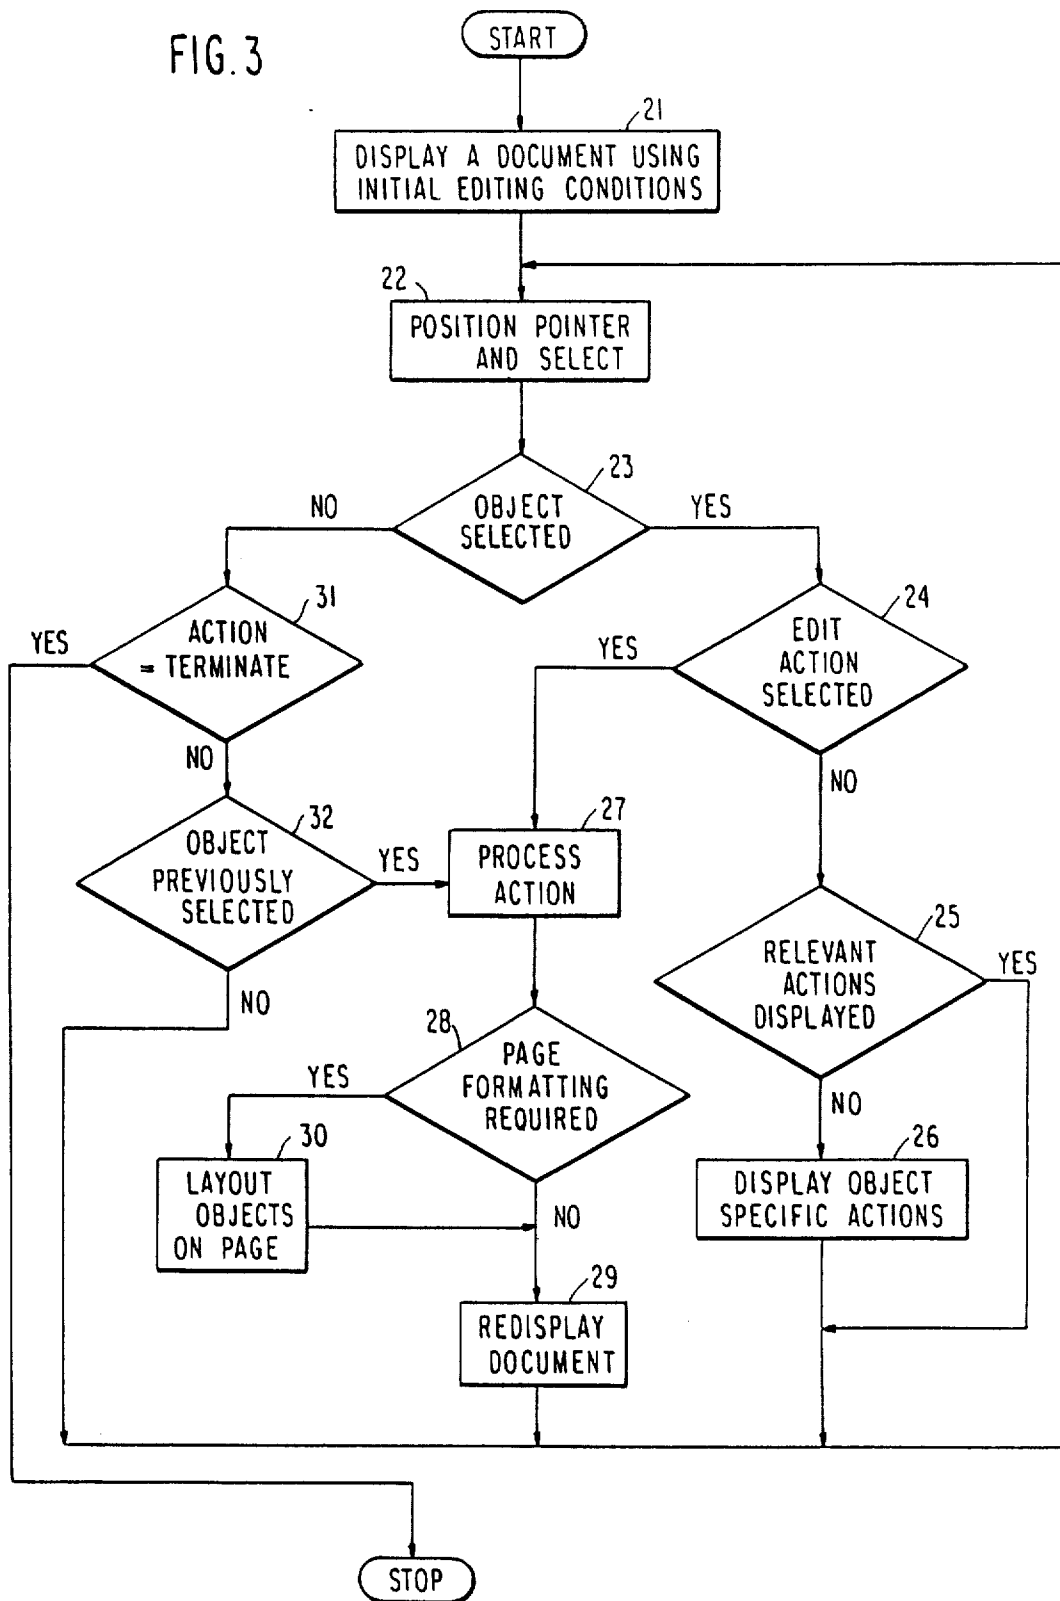 FIG. 3
START
21
DISPLAY A DOCUMENT USING
INITIAL EDITING CONDITIONS
22
POSITION POINTER
AND SELECT
23
OBJECT
SELECTED
NO
YES
31
ACTION
= TERMINATE
YES
NO
24
EDIT
ACTION
SELECTED
YES
NO
32
OBJECT
PREVIOUSLY
SELECTED
YES
NO
27
PROCESS
ACTION
25
RELEVANT
ACTIONS
DISPLAYED
YES
NO
28
PAGE
FORMATTING
REQUIRED
YES
NO
30
LAYOUT
OBJECTS
ON PAGE
26
DISPLAY OBJECT
SPECIFIC ACTIONS
29
REDISPLAY
DOCUMENT
STOP